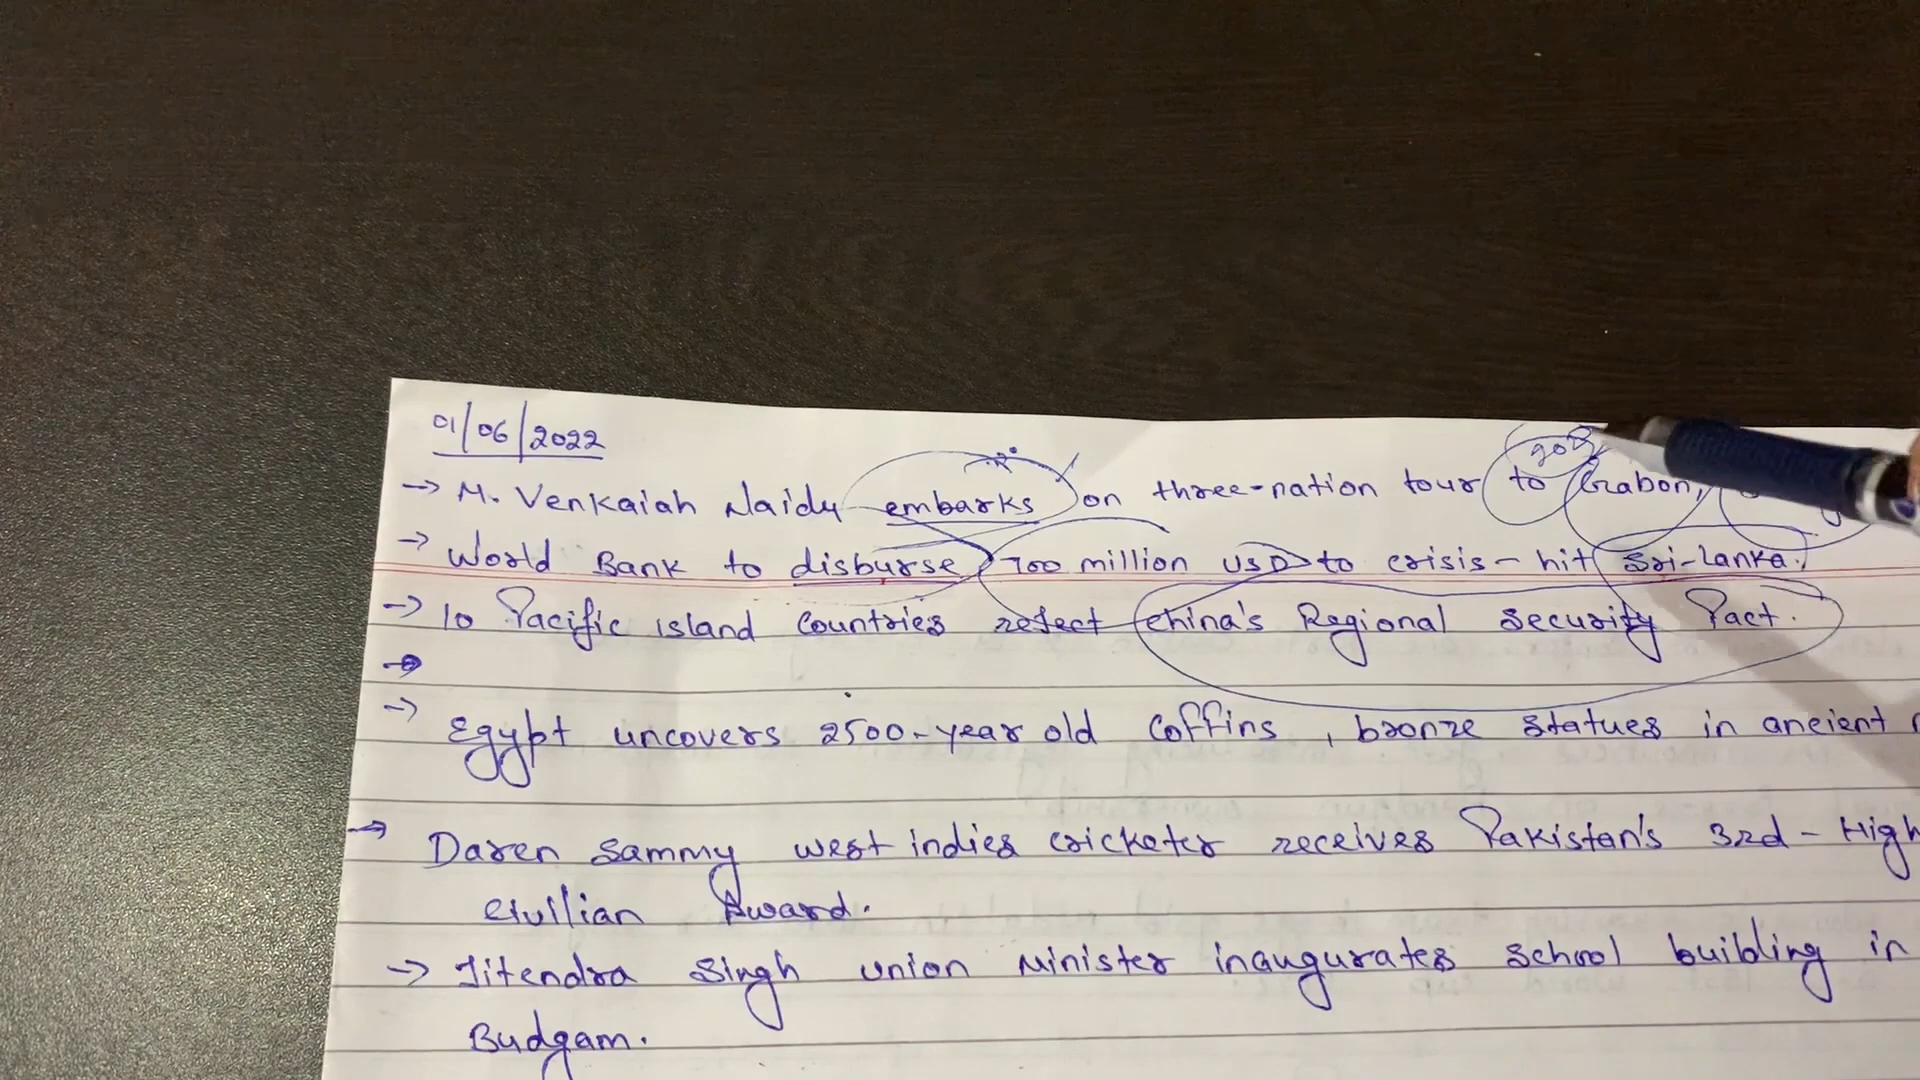 01/06/2022
→ M. Venkaiah Naidu embarks on three-nation tour to Gabon,
→ World Bank to disburse 700 million USD to crisis-hit Sri-Lanka.
→ 10 Pacific island countries reject China's Regional Security Pact.
→
→ Egypt uncovers 2500-year old Coffins, bronze statues in ancient
→ Daren Sammy west indies cricketer receives Pakistan's 3rd-High
Civilian Award.
→ Jitendra Singh union Minister inaugurates School building in
Budgam.